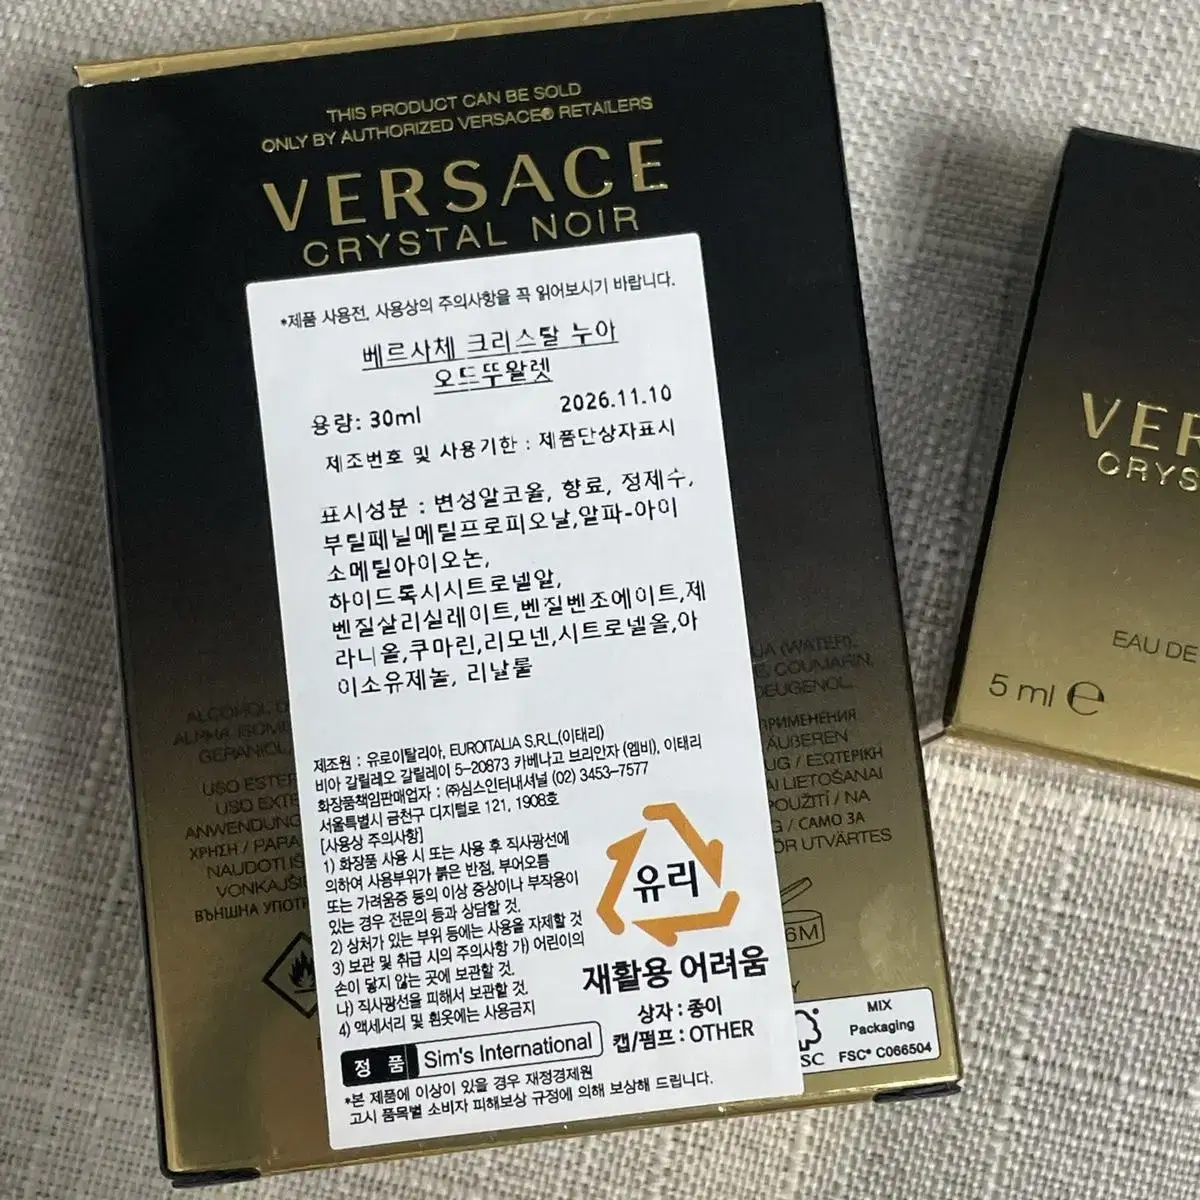 THIS PRODUCT CAN BE SOLD
ONLY BY AUTHORIZED VERSACE® RETAILERS
VERSACE
CRYSTAL NOIR
*제품 사용전, 사용상의 주의사항을 꼭 읽어보시기 바랍니다.
베르사체 크리스탈 누아
오드뚜왈렛
용량: 30ml 2026.11.10
제조번호 및 사용기한 : 제품단상자표시
표시성분 : 변성알코올, 향료, 정제수,
부틸페닐메틸프로피오날,알파-아이
소메틸아이오논,
하이드록시시트로넬알,
벤질살리실레이트,벤질벤조에이트,제
라니올,쿠마린,리모넨,시트로넬올,아
이소유제놀, 리날룰
제조원 : 유로이탈리아, EUROITALIA S.R.L,(이태리)
비아 갈릴레오 갈릴레이 5-20873 카베나고 브리안자 (엠비), 이태리
화장품책임판매업자 : ㈜심스인터내셔널 (02) 3453-7577
서울특별시 금천구 디지털로 121, 1908호
[사용상 주의사항]
1) 화장품 사용 시 또는 사용 후 직사광선에
의하여 사용부위가 붉은 반점, 부어오름
또는 가려움증 등의 이상 증상이나 부작용이
있는 경우 전문의 등과 상담할 것.
2) 상처가 있는 부위 등에는 사용을 자제할 것
3) 보관 및 취급 시의 주의사항 가) 어린이의
손이 닿지 않는 곳에 보관할 것.
나) 직사광선을 피해서 보관할 것.
4) 액세서리 및 흰옷에는 사용금지
유리
재활용 어려움
상자 : 종이
캡/펌프 : OTHER
정 품 Sim's International
*본 제품에 이상이 있을 경우 재정경제원
고시 품목별 소비자 피해보상 규정에 의해 보상해 드립니다.
ALCOHOL,
GERANIOL,
USO
USO
ANWENDUNG
ΧΡΗΣΗ / PARA
NAUDOTI
ВЪНШНА
(WATER),
COUMARIN,
ÄUßEREN
/ ΕΞΩΤΕΡΙΚΗ
LIETOŠANAI
POUŽITÍ / NA
/ САМО ЗА
UTVÄRTES
6M
MIX
Packaging
FSC® C066504
VER
CRYS
EAU DE
5 ml ℮